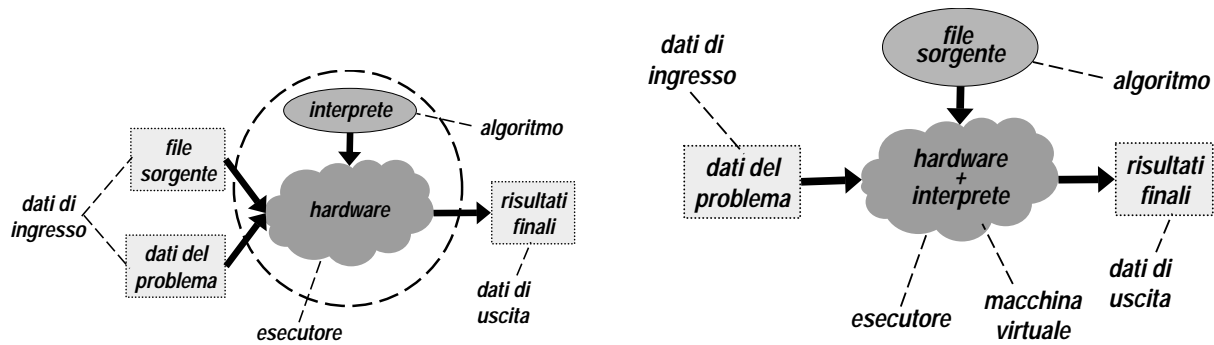 interprete
algoritmo
file
sorgente
dati di
ingresso
hardware
risultati
finali
dati del
problema
dati di
uscita
esecutore
file
sorgente
dati di
ingresso
algoritmo
dati del
problema
hardware
+
interprete
risultati
finali
dati di
uscita
esecutore
macchina
virtuale